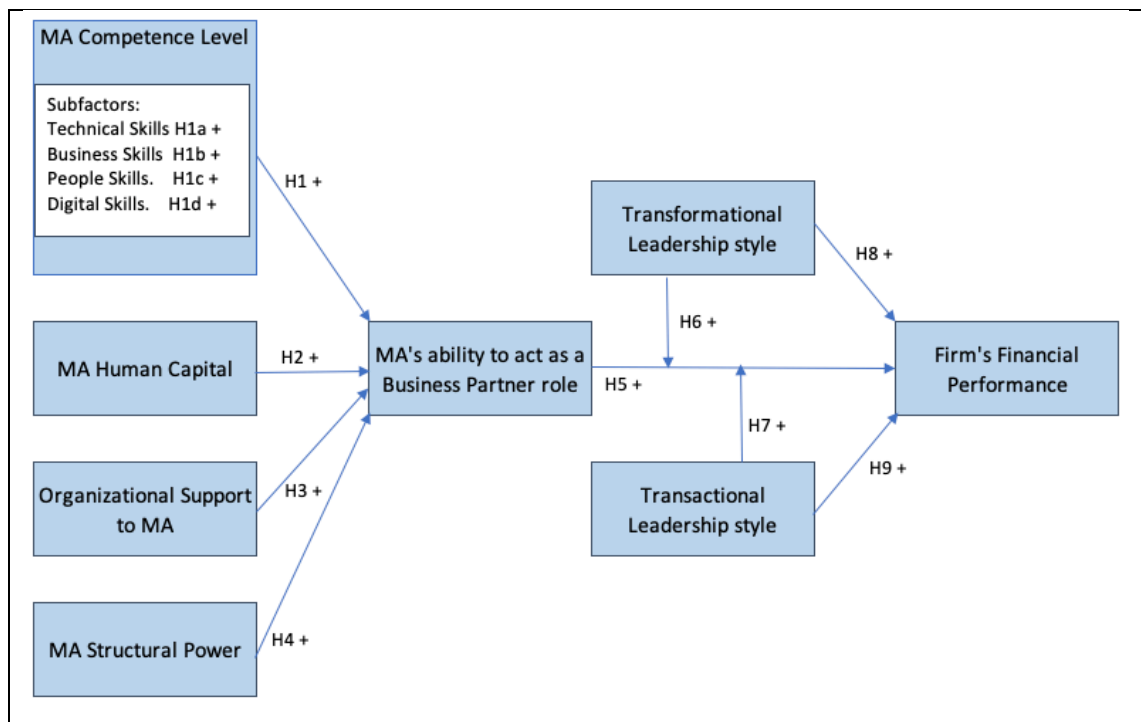 MA Competence Level
Subfactors:
Technical Skills H1a +
Business Skills H1b +
People Skills. H1c +
Digital Skills. H1d +
H1 +
MA Human Capital
H2 +
Organizational Support
to MA
H3 +
MA Structural Power
H4 +
MA's ability to act as a
Business Partner role
H5 +
Transformational
Leadership style
H6 +
H8 +
H7 +
Transactional
Leadership style
H9 +
Firm's Financial
Performance